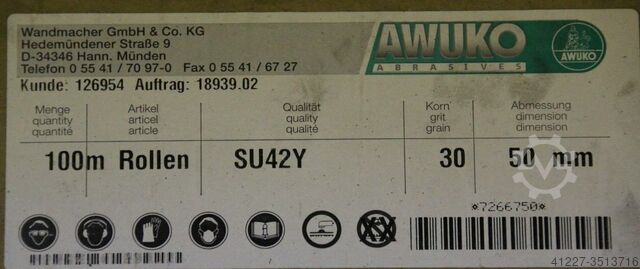 Wandmacher GmbH & Co. KG
Hedemündener Straße 9
D-34346 Hann. Münden
Telefon 0 55 41 / 70 97-0 Fax 0 55 41 / 67 27
Kunde: 126954 Auftrag: 18939.02
AWUKO
ABRASIVES
AWUKO
Menge Artikel Qualität Korn Abmessung
quantity articel quality grit dimension
quantité article qualité grain dimension
100m Rollen SU42Y 30 50 mm
*7266750*
41227-3513716